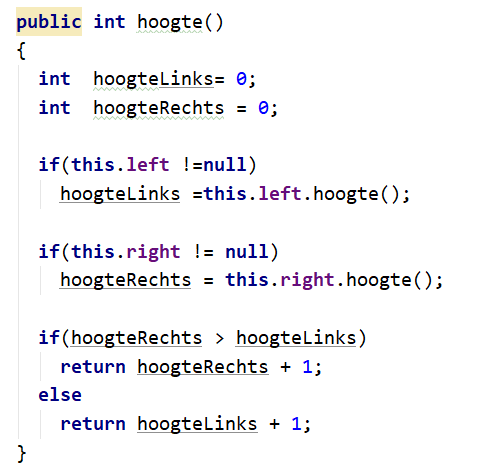 public int hoogte()
{
int  hoogteLinks= 0;
int  hoogteRechts = 0;
if(this.left !=null)
hoogteLinks =this.left.hoogte();
if(this.right != null)
hoogteRechts = this.right.hoogte();
if(hoogteRechts > hoogteLinks)
return hoogteRechts + 1;
else
return hoogteLinks + 1;
}